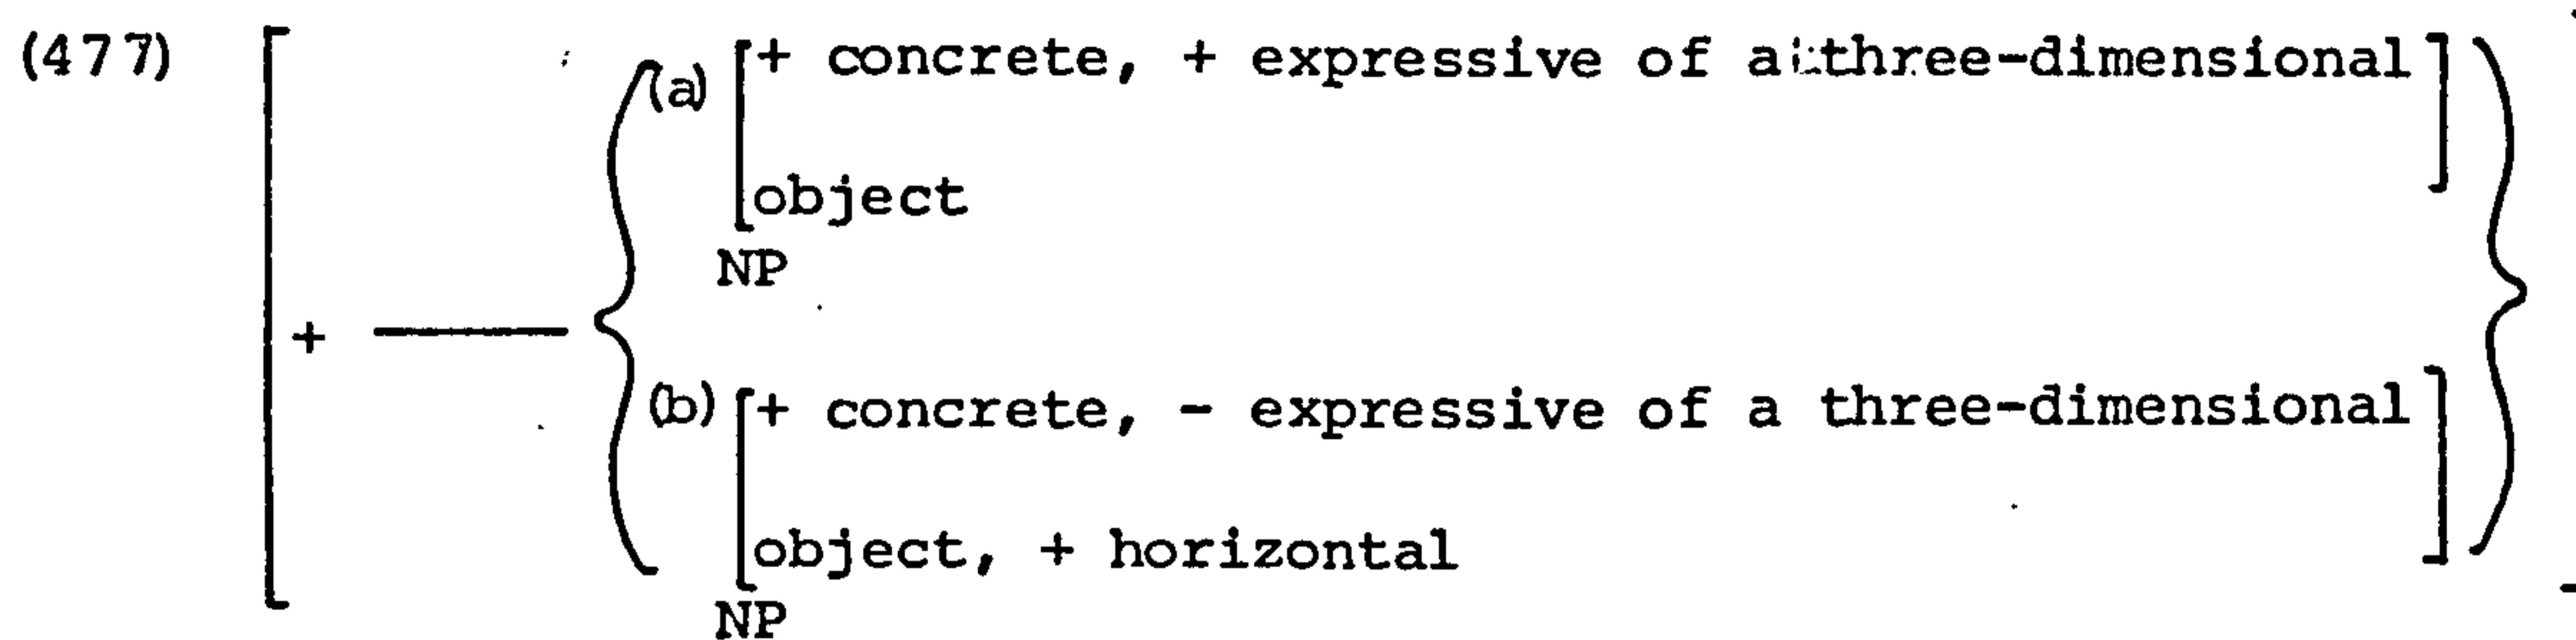 (477)
(a) + concrete, + expressive of a three-dimensional
object
NP
+ ———
(b) + concrete, - expressive of a three-dimensional
object, + horizontal
NP